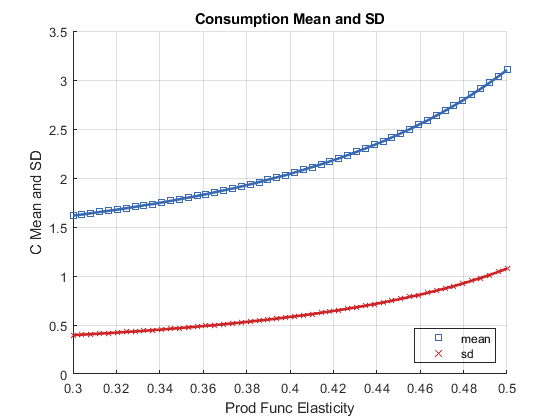 Consumption Mean and SD
C Mean and SD
3.5
3
2.5
2
1.5
1
0.5
0
0.3 0.32 0.34 0.36 0.38 0.4 0.42 0.44 0.46 0.48 0.5
Prod Func Elasticity
mean
sd